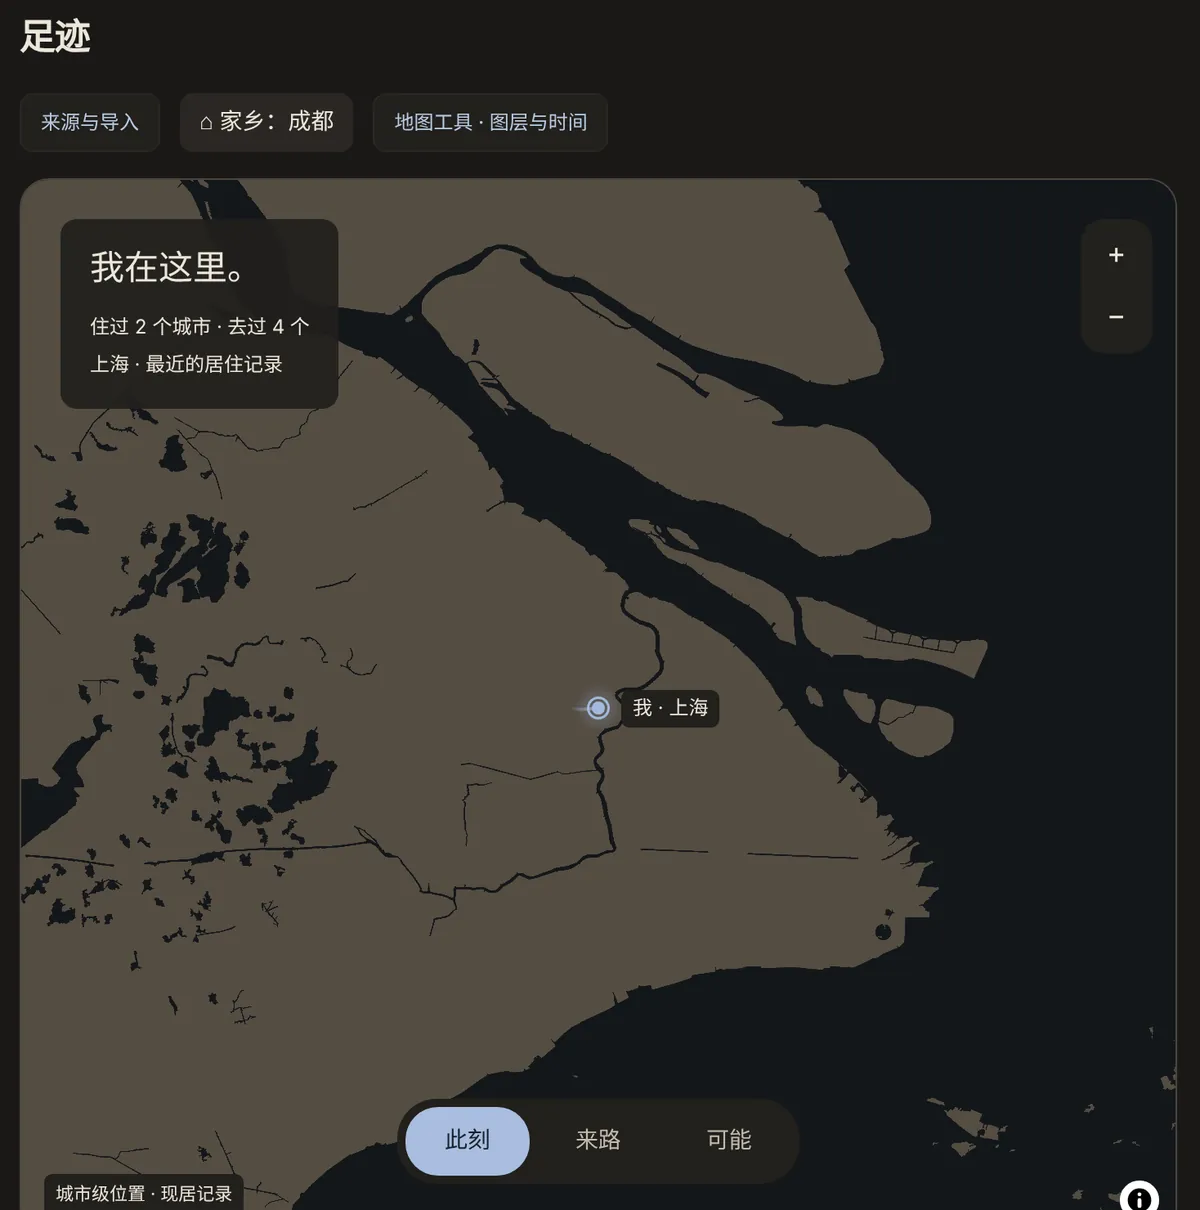 足迹
来源与导入
⌂ 家乡：成都
地图工具 · 图层与时间
我在这里。
住过 2 个城市 · 去过 4 个
上海 · 最近的居住记录
+
−
我 · 上海
此刻
来路
可能
城市级位置 · 现居记录